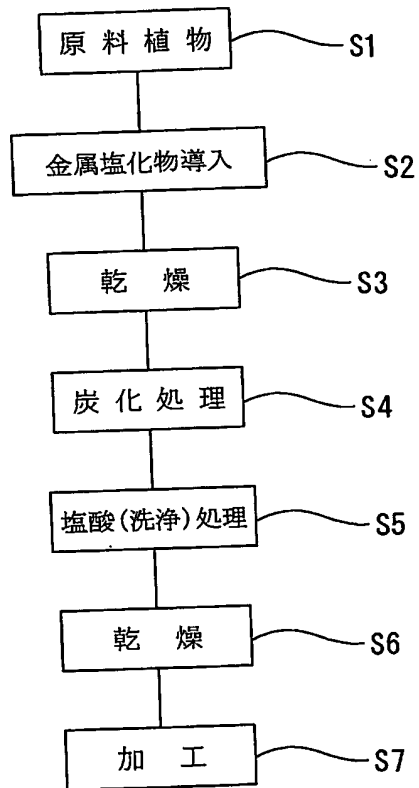 原料植物 S1
金属塩化物導入 S2
乾燥 S3
炭化処理 S4
塩酸(洗浄)処理 S5
乾燥 S6
加工 S7